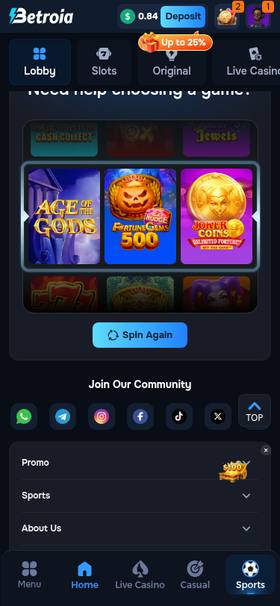 Betroia
$ 0.84 Deposit
2
1
Up to 25%
Lobby
Slots
Original
Live Casino
Need help choosing a game?
CASH COLLECT
Jewels
AGE OF THE GODS
FORTUNE GEMS
500
JOKER COINS
UNLIMITED FORTUNE
Spin Again
Join Our Community
TOP
Promo
Sports
About Us
Menu
Home
Live Casino
Casual
Sports